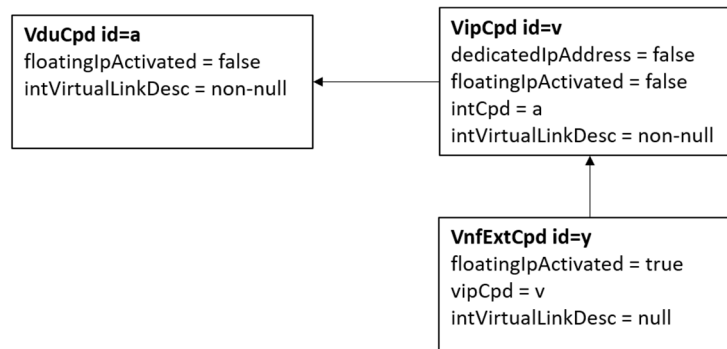 VduCpd id=a
floatingIpActivated = false
intVirtualLinkDesc = non-null
VipCpd id=v
dedicatedIpAddress = false
floatingIpActivated = false
intCpd = a
intVirtualLinkDesc = non-null
VnfExtCpd id=y
floatingIpActivated = true
vipCpd = v
intVirtualLinkDesc = null